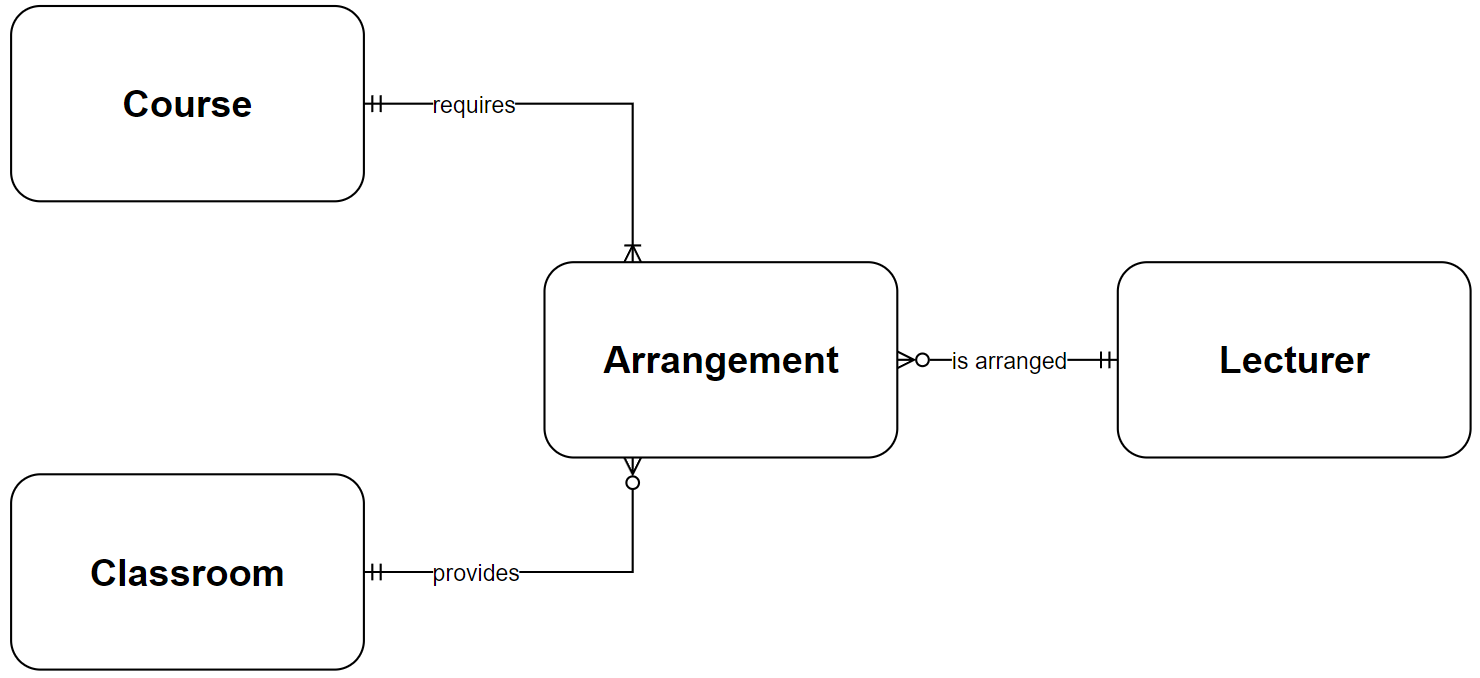 Course
requires
Arrangement
is arranged
Lecturer
Classroom
provides